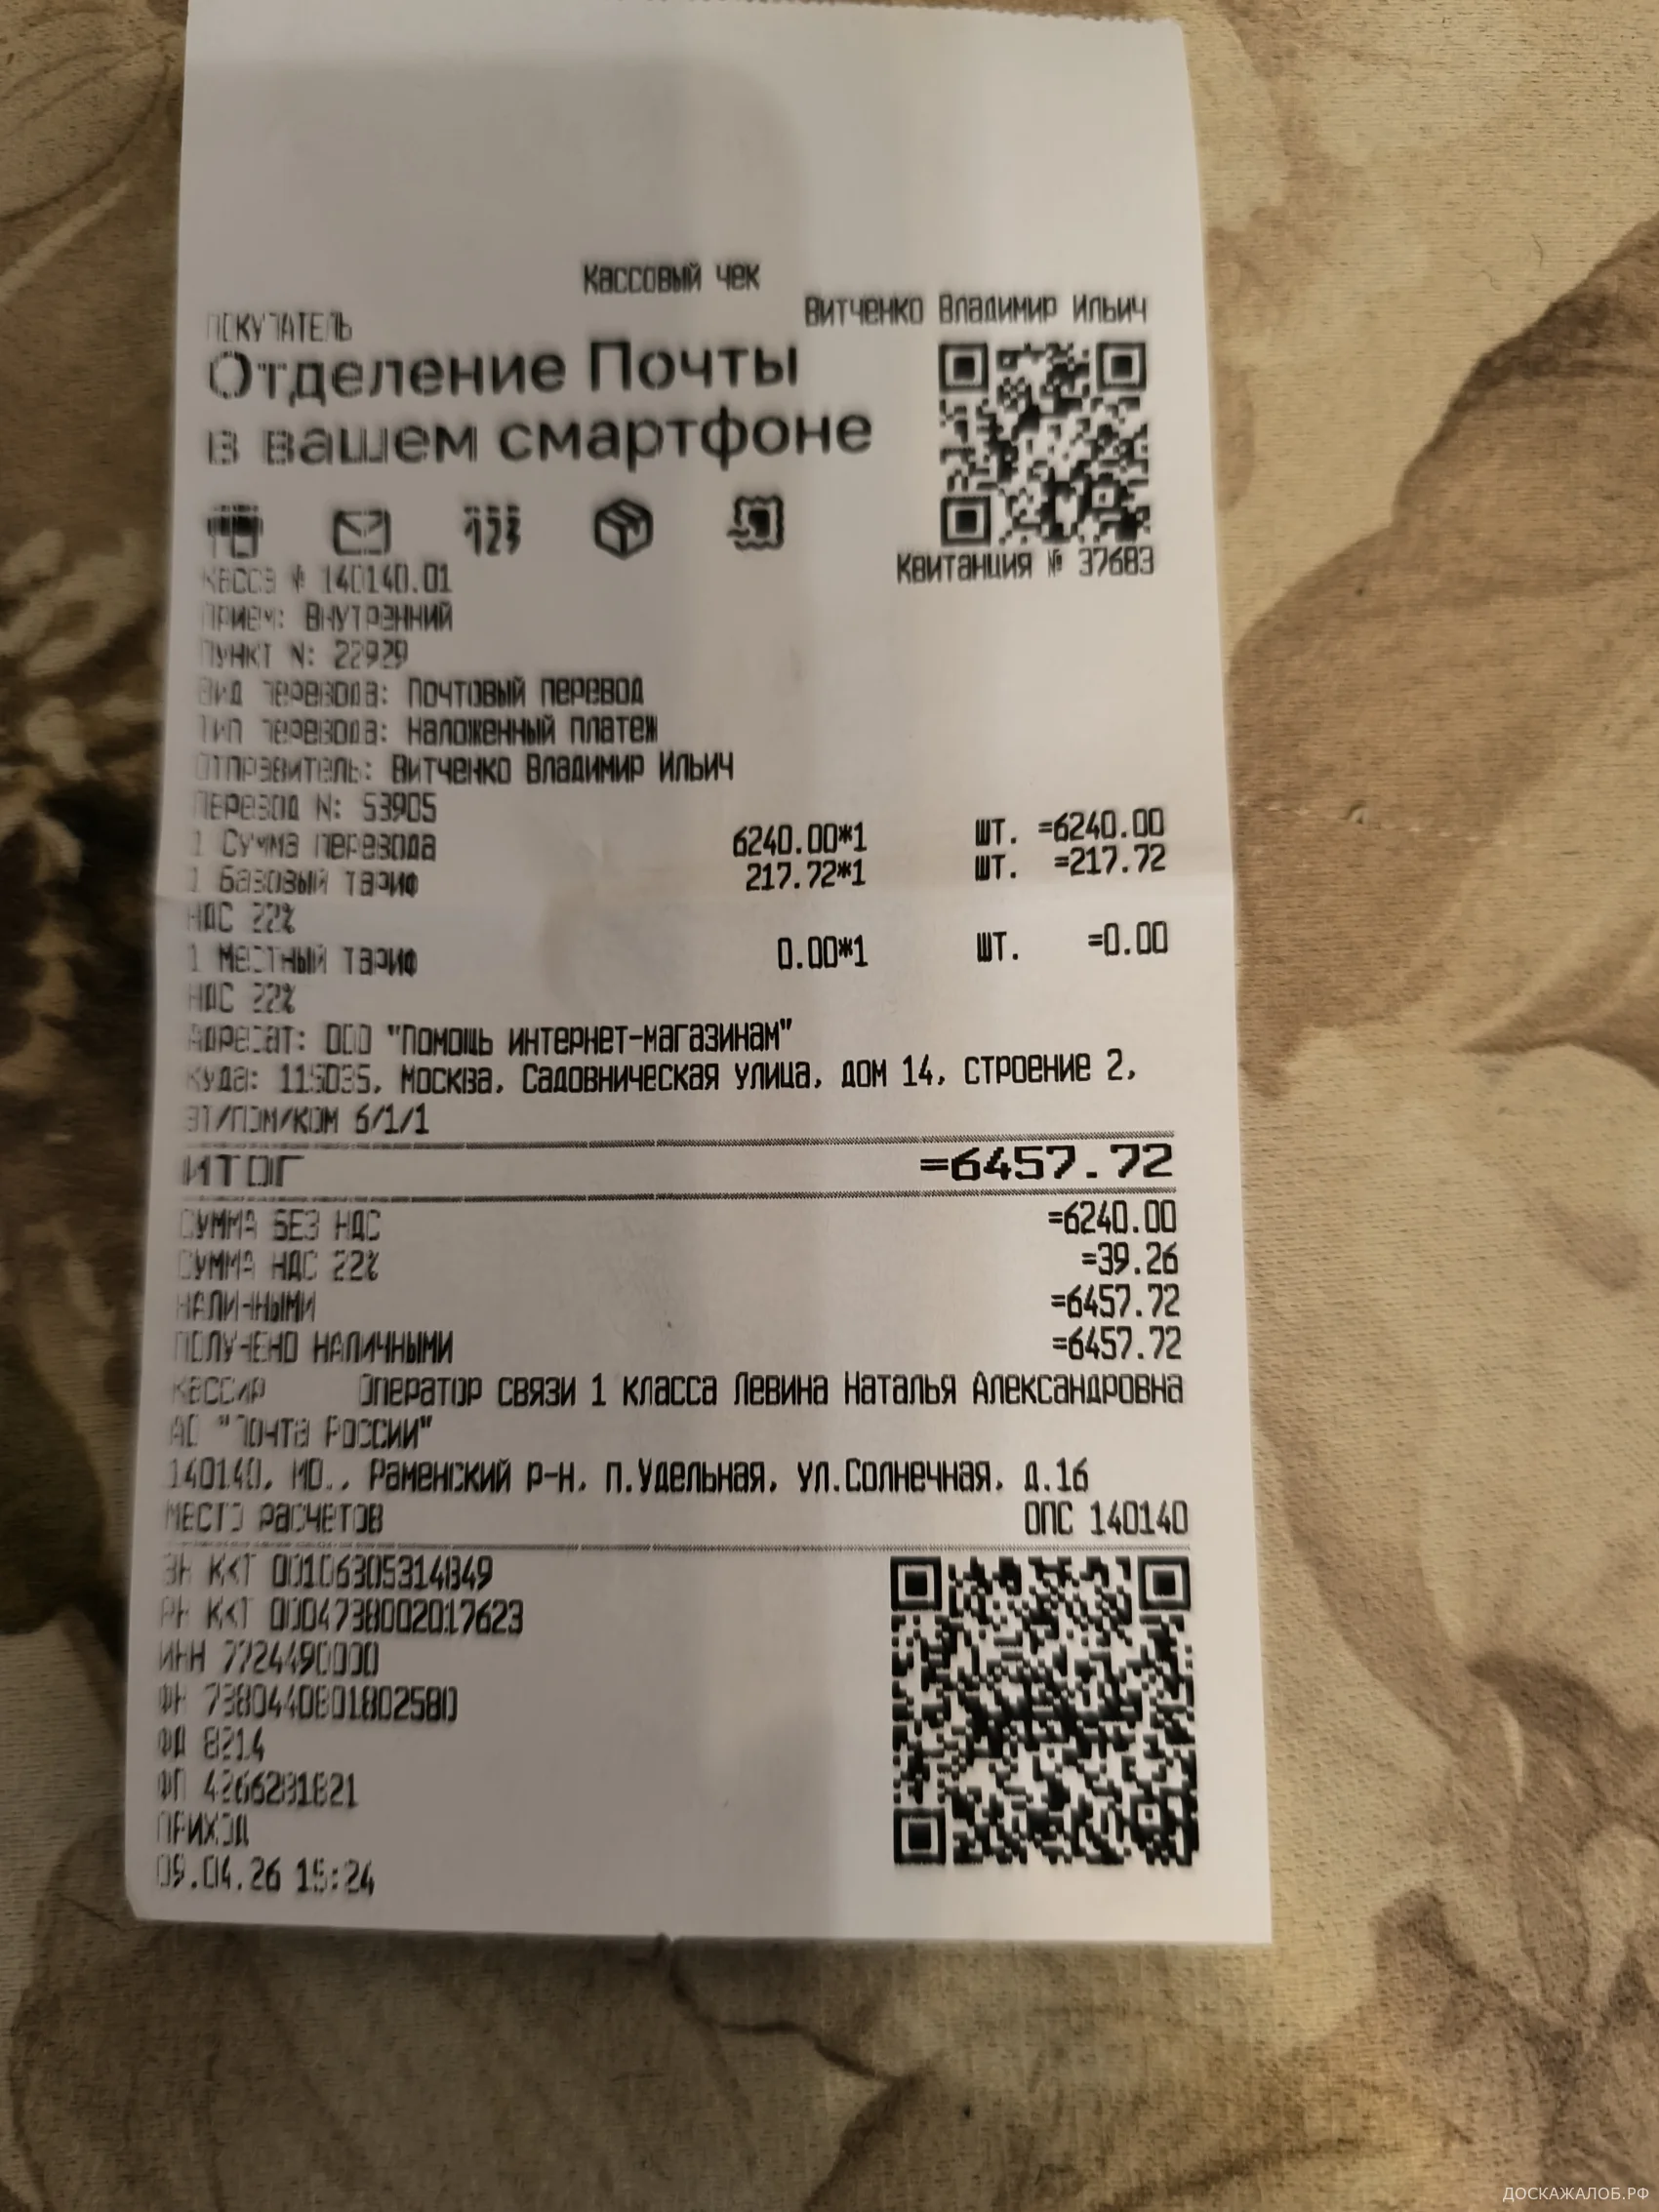 Кассовый чек
ПОКУПАТЕЛЬ Витченко Владимир Ильич
Отделение Почты
в вашем смартфоне
123
Касса № 140140.01 Квитанция № 37683
Прием: Внутренний
Пункт N: 22929
Вид перевода: Почтовый перевод
Тип перевода: Наложенный платеж
Отправитель: Витченко Владимир Ильич
Перевод N: 53905
1 Сумма перевода 6240.00*1 шт. =6240.00
1 Базовый тариф 217.72*1 шт. =217.72
НДС 22%
1 Местный тариф 0.00*1 шт. =0.00
НДС 22%
Адресат: ООО "Помощь интернет-магазинам"
Куда: 115035, Москва, Садовническая улица, дом 14, строение 2,
ЭТ/ПОМ/КОМ 6/1/1
ИТОГ =6457.72
СУММА БЕЗ НДС =6240.00
СУММА НДС 22% =39.26
НАЛИЧНЫМИ =6457.72
ПОЛУЧЕНО НАЛИЧНЫМИ =6457.72
Кассир Оператор связи 1 класса Левина Наталья Александровна
АО "Почта России"
140140, МО., Раменский р-н, п.Удельная, ул.Солнечная, д.16
МЕСТО РАСЧЕТОВ ОПС 140140
ЗН ККТ 00106305314849
РН ККТ 0004738002017623
ИНН 7724490000
ФН
ФД 8214
ФП
ПРИХОД
09.04.26 15:24
ДОСКАЖАЛОБ.РФ